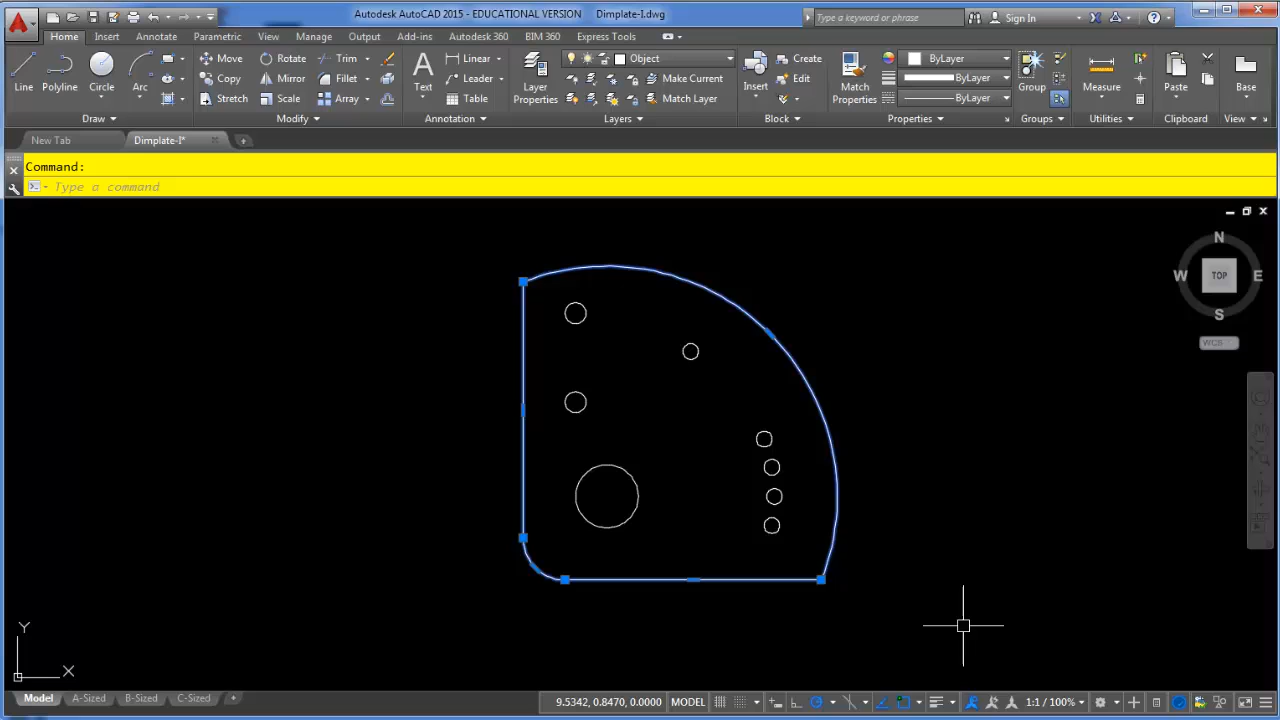 Autodesk AutoCAD 2015 - EDUCATIONAL VERSION Dimplate-I.dwg
Type a keyword or phrase
Sign In
Home Insert Annotate Parametric View Manage Output Add-ins Autodesk 360 BIM 360 Express Tools
Line
Polyline
Circle
Arc
Draw
Move Rotate Trim
Copy Mirror Fillet
Stretch Scale Array
Modify
Text
Linear
Leader
Table
Annotation
Layer
Properties
Object
Make Current
Match Layer
Layers
Insert
Create
Edit
Block
Match
Properties
ByLayer
ByLayer
ByLayer
Properties
Group
Groups
Measure
Utilities
Paste
Clipboard
Base
View
New Tab Dimplate-I*
Command:
Type a command
N
W TOP E
S
WCS
Y
X
Model A-Sized B-Sized C-Sized
9.5342, 0.8470, 0.0000 MODEL 1:1 / 100%